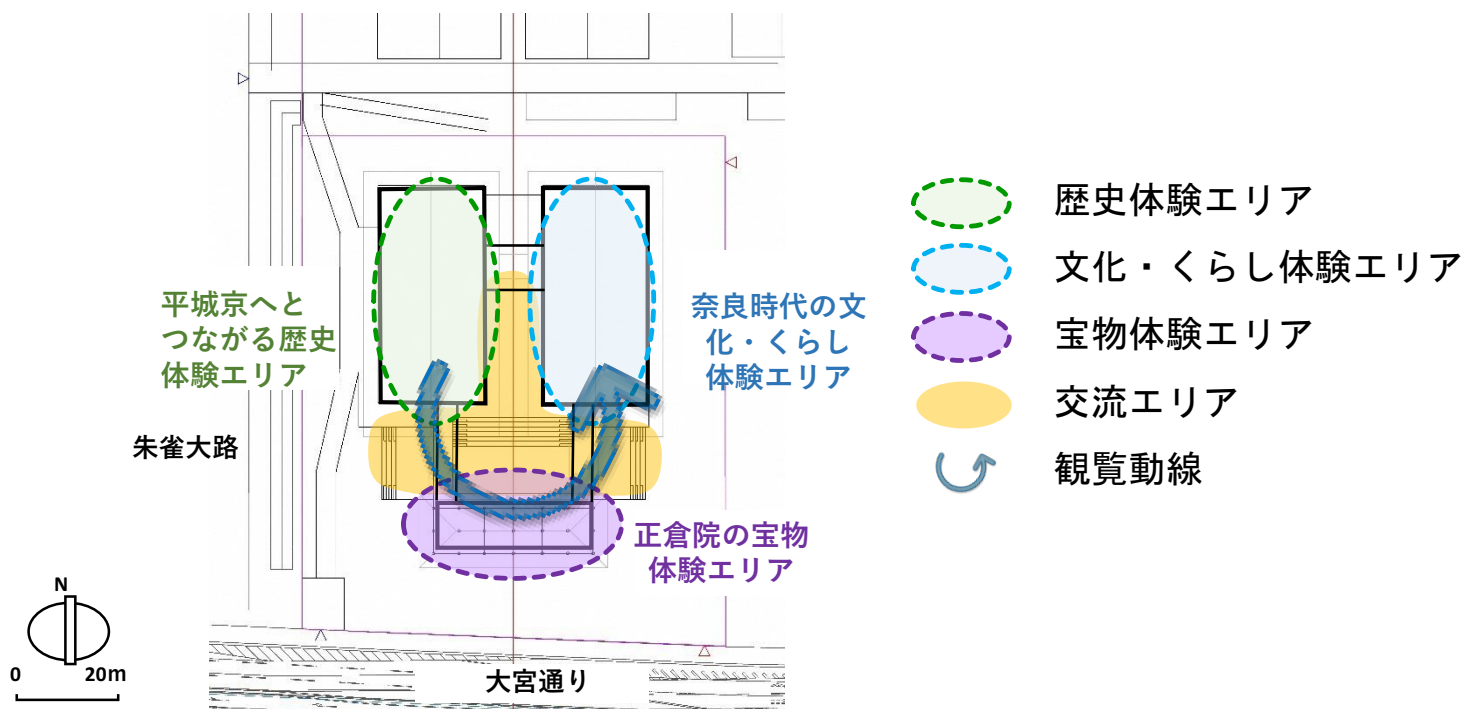 平城京へと
つながる歴史
体験エリア
奈良時代の文
化・くらし
体験エリア
朱雀大路
正倉院の宝物
体験エリア
N
0 20m
大宮通り
歴史体験エリア
文化・くらし体験エリア
宝物体験エリア
交流エリア
観覧動線